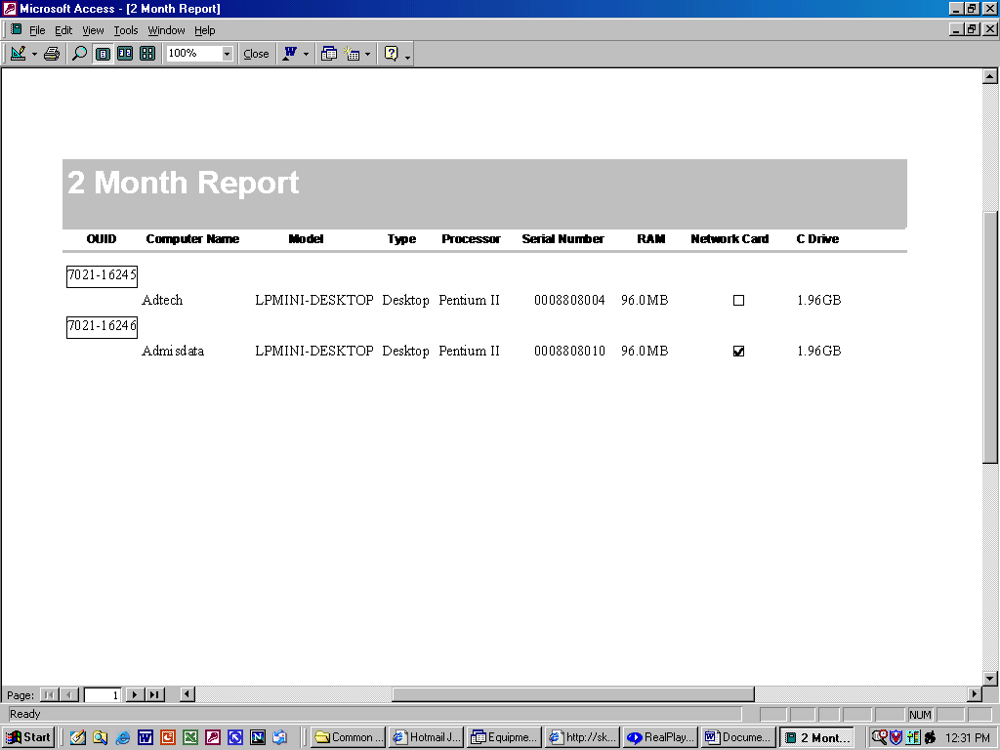 Microsoft Access - [2 Month Report]
File Edit View Tools Window Help
100% Close
2 Month Report
OUID Computer Name Model Type Processor Serial Number RAM Network Card C Drive
7021-16245
Adtech LPMINI-DESKTOP Desktop Pentium II 0008808004 96.0MB 1.96GB
7021-16246
Admisdata LPMINI-DESKTOP Desktop Pentium II 0008808010 96.0MB 1.96GB
Page: 1
Ready NUM
Start Common ... Hotmail J... Equipme... http://sk... RealPlay... Docume... 2 Mont... 12:31 PM